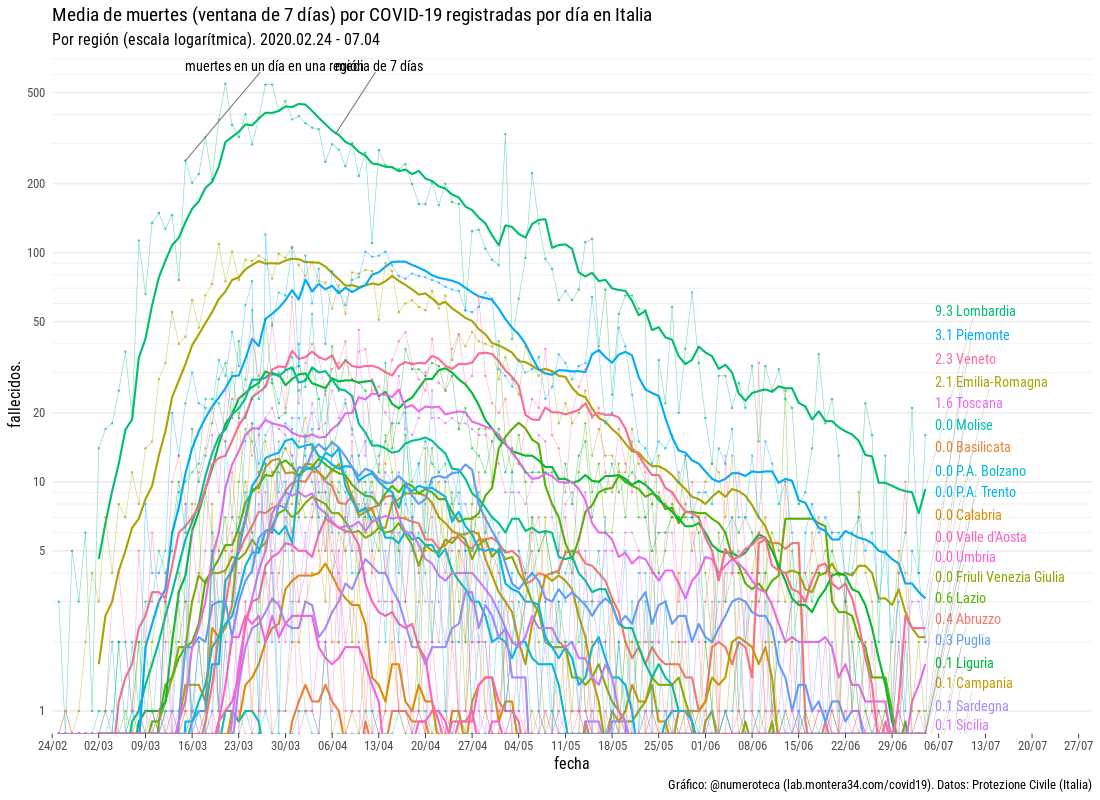 Media de muertes (ventana de 7 días) por COVID-19 registradas por día en Italia
Por región (escala logarítmica). 2020.02.24 - 07.04
muertes en un día en una región
media de 7 días
500
200
100
50
20
10
5
1
fallecidos.
9.3 Lombardia
3.1 Piemonte
2.3 Veneto
2.1 Emilia-Romagna
1.6 Toscana
0.0 Molise
0.0 Basilicata
0.0 P.A. Bolzano
0.0 P.A. Trento
0.0 Calabria
0.0 Valle d'Aosta
0.0 Umbria
0.0 Friuli Venezia Giulia
0.6 Lazio
0.4 Abruzzo
0.3 Puglia
0.1 Liguria
0.1 Campania
0.1 Sardegna
0.1 Sicilia
24/02 02/03 09/03 16/03 23/03 30/03 06/04 13/04 20/04 27/04 04/05 11/05 18/05 25/05 01/06 08/06 15/06 22/06 29/06 06/07 13/07 20/07 27/07
fecha
Gráfico: @numeroteca (lab.montera34.com/covid19). Datos: Protezione Civile (Italia)